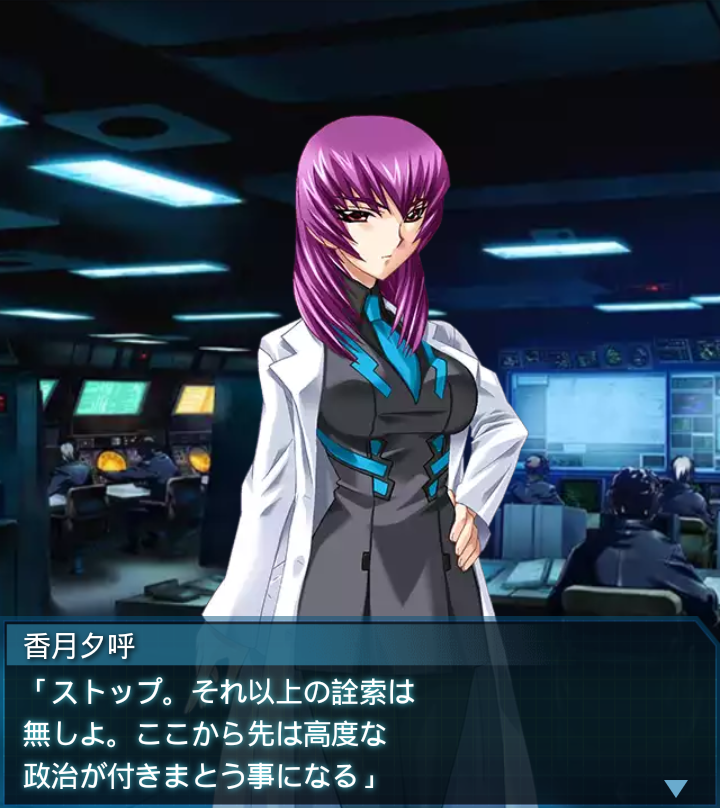 香月夕呼
「ストップ。それ以上の詮索は
無しよ。ここから先は高度な
政治が付きまとう事になる」